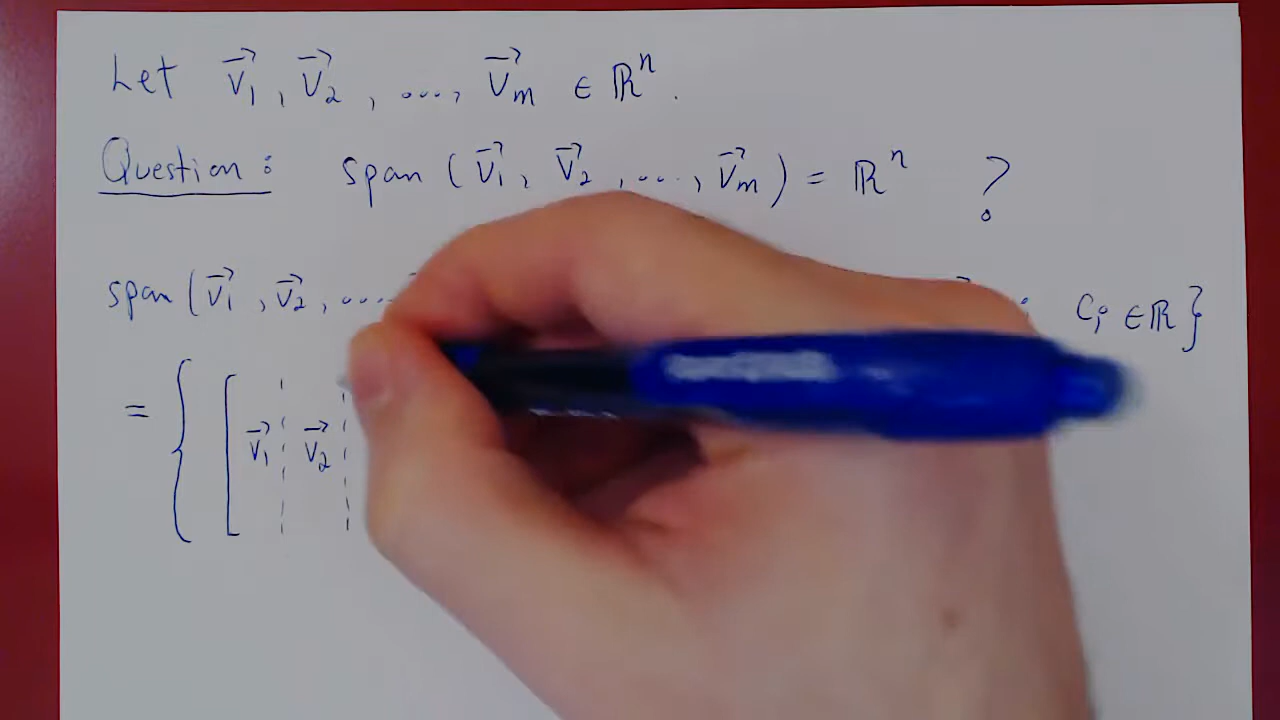 Let v⃗₁, v⃗₂, ..., v⃗ₘ ∈ ℝⁿ.
Question: span (v⃗₁, v⃗₂, ..., v⃗ₘ) = ℝⁿ ?
span (v⃗₁, v⃗₂, .... cᵢ ∈ ℝ}
= { [ v⃗₁ ¦ v⃗₂ ¦